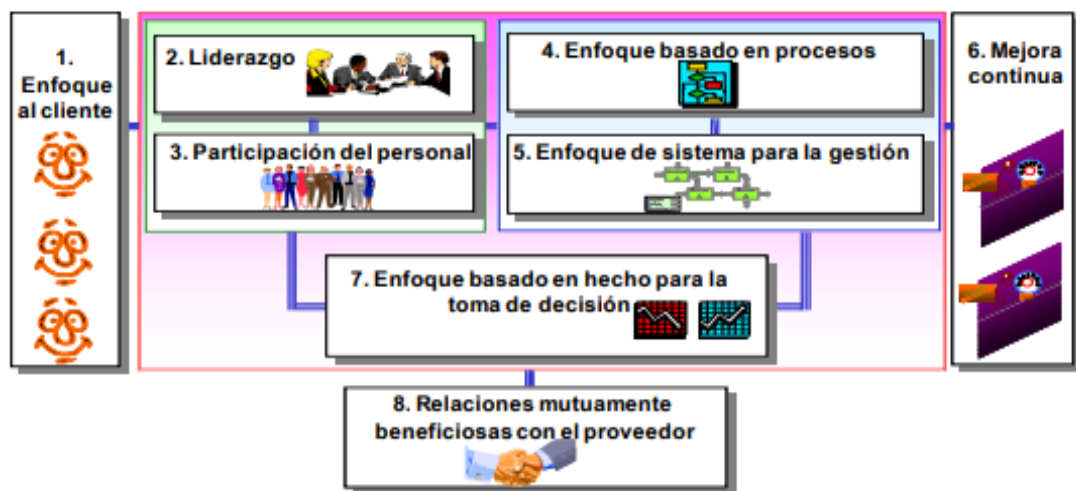 1.
Enfoque
al cliente
2. Liderazgo
3. Participación del personal
4. Enfoque basado en procesos
5. Enfoque de sistema para la gestión
6. Mejora
continua
7. Enfoque basado en hecho para la
toma de decisión
8. Relaciones mutuamente
beneficiosas con el proveedor